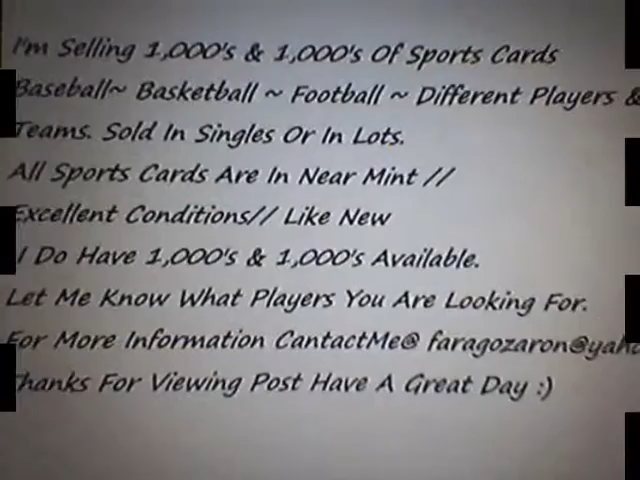 I'm Selling 1,000's & 1,000's Of Sports Cards
Baseball~ Basketball ~ Football ~ Different Players &
Teams. Sold In Singles Or In Lots.
All Sports Cards Are In Near Mint //
Excellent Conditions// Like New
I Do Have 1,000's & 1,000's Available.
Let Me Know What Players You Are Looking For.
For More Information CantactMe@ faragozaron@yaho
Thanks For Viewing Post Have A Great Day :)